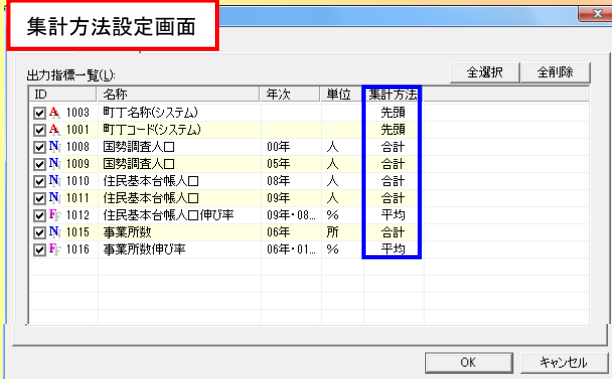 集計方法設定画面
出力指標一覧(L):
全選択 全削除
ID 名称 年次 単位 集計方法
A 1003 町丁名称(システム) 先頭
A 1001 町丁コード(システム) 先頭
N 1008 国勢調査人口 00年 人 合計
N 1009 国勢調査人口 05年 人 合計
N 1010 住民基本台帳人口 08年 人 合計
N 1011 住民基本台帳人口 09年 人 合計
F 1012 住民基本台帳人口伸び率 09年・08... % 平均
N 1015 事業所数 06年 所 合計
F 1016 事業所数伸び率 06年・01... % 平均
OK キャンセル